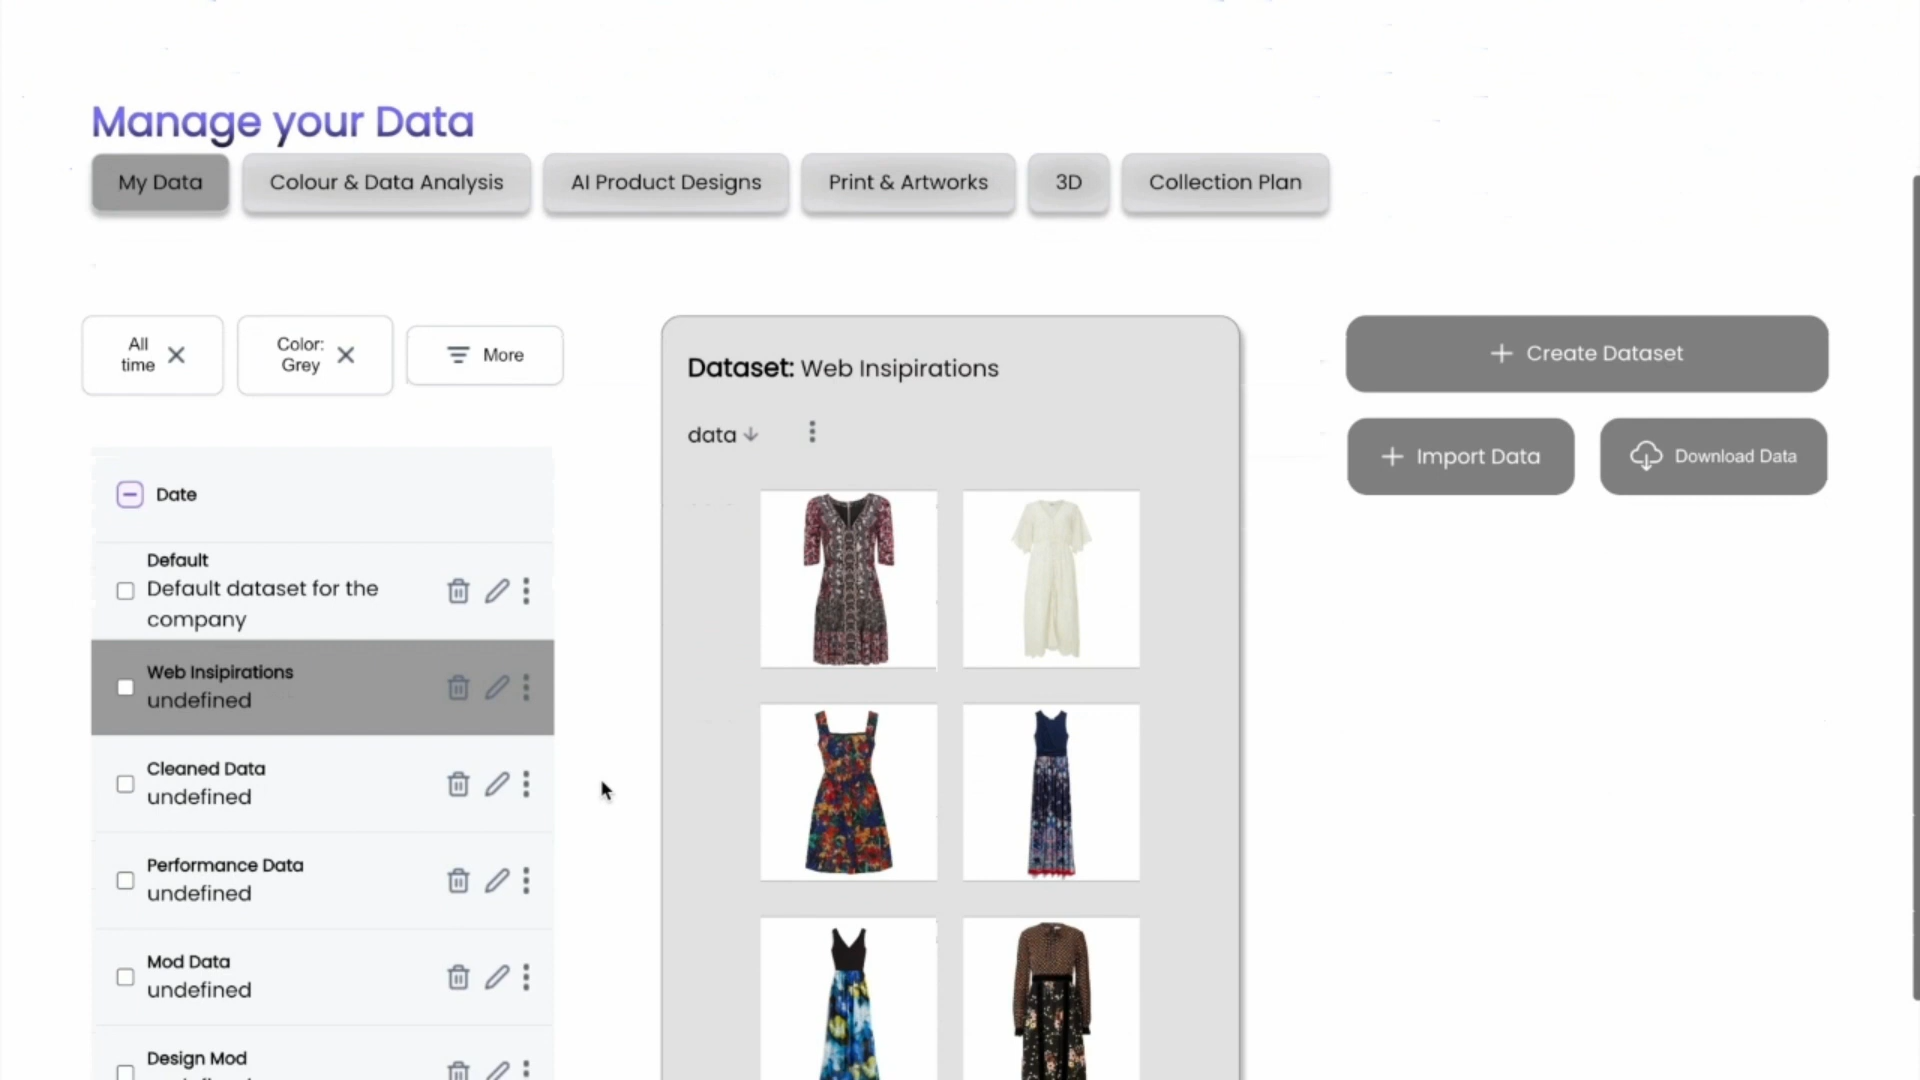 Manage your Data
My Data
Colour & Data Analysis
AI Product Designs
Print & Artworks
3D
Collection Plan
All
time
Color:
Grey
More
Dataset: Web Insipirations
data
Create Dataset
Import Data
Download Data
Date
Default
Default dataset for the
company
Web Insipirations
undefined
Cleaned Data
undefined
Performance Data
undefined
Mod Data
undefined
Design Mod